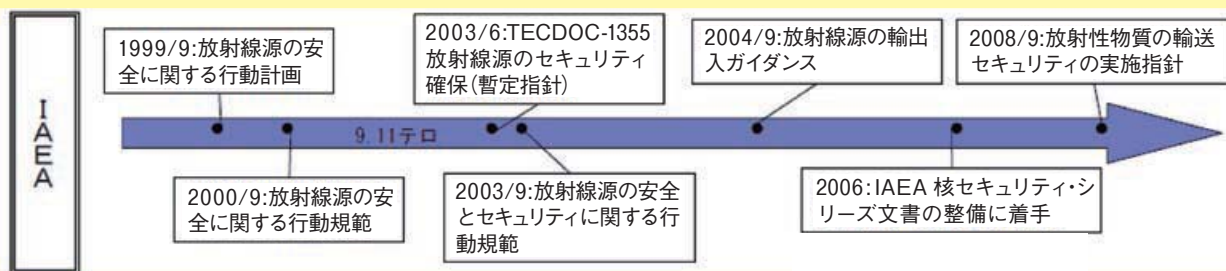 IAEA
1999/9:放射線源の安
全に関する行動計画
2003/6:TECDOC-1355
放射線源のセキュリティ
確保(暫定指針)
2004/9:放射線源の輸出
入ガイダンス
2008/9:放射性物質の輸送
セキュリティの実施指針
9.11テロ
2000/9:放射線源の安
全に関する行動規範
2003/9:放射線源の安全
とセキュリティに関する行
動規範
2006:IAEA 核セキュリティ・シ
リーズ文書の整備に着手